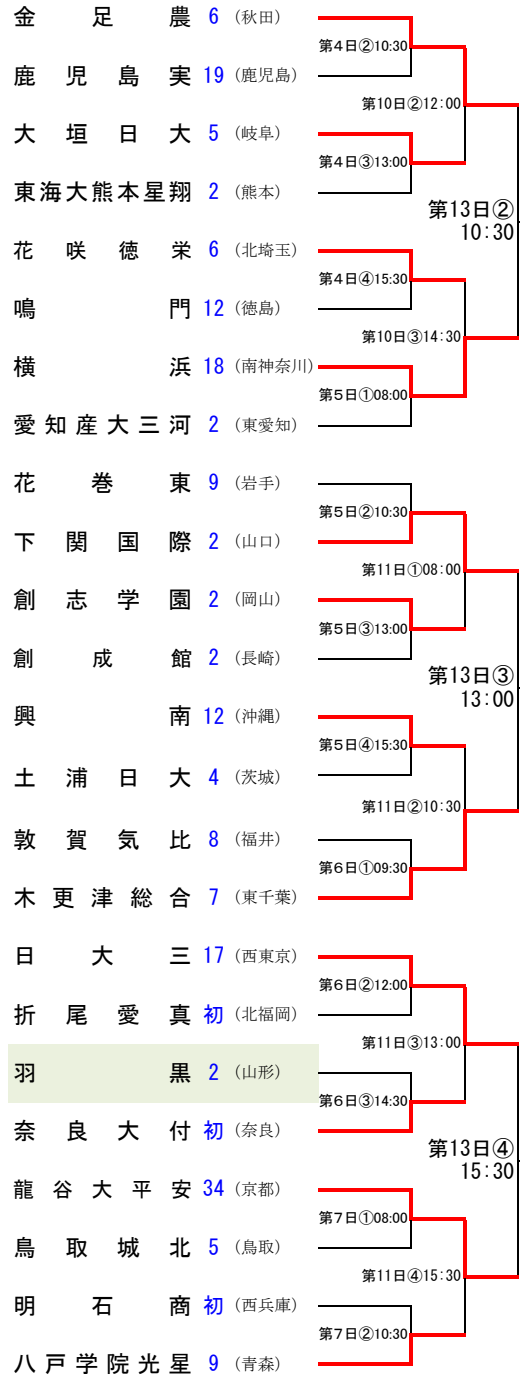 金足農 6 (秋田)
第4日②10:30
鹿児島実 19 (鹿児島)
第10日②12:00
大垣日大 5 (岐阜)
第4日③13:00
東海大熊本星翔 2 (熊本)
第13日②
10:30
花咲徳栄 6 (北埼玉)
第4日④15:30
鳴門 12 (徳島)
第10日③14:30
横浜 18 (南神奈川)
第5日①08:00
愛知産大三河 2 (東愛知)
花巻東 9 (岩手)
第5日②10:30
下関国際 2 (山口)
第11日①08:00
創志学園 2 (岡山)
第5日③13:00
創成館 2 (長崎)
第13日③
13:00
興南 12 (沖縄)
第5日④15:30
土浦日大 4 (茨城)
第11日②10:30
敦賀気比 8 (福井)
第6日①09:30
木更津総合 7 (東千葉)
日大三 17 (西東京)
第6日②12:00
折尾愛真 初 (北福岡)
第11日③13:00
羽黒 2 (山形)
第6日③14:30
奈良大付 初 (奈良)
第13日④
15:30
龍谷大平安 34 (京都)
第7日①08:00
鳥取城北 5 (鳥取)
第11日④15:30
明石商 初 (西兵庫)
第7日②10:30
八戸学院光星 9 (青森)